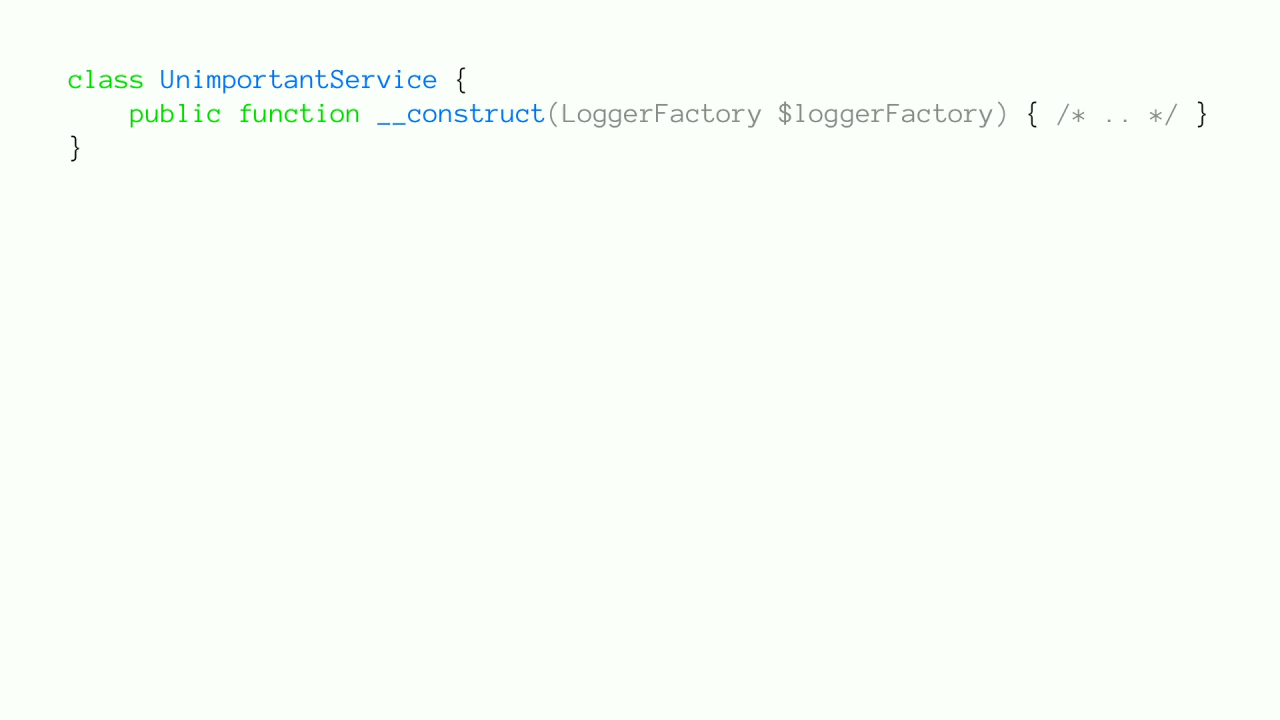 class UnimportantService {
    public function __construct(LoggerFactory $loggerFactory) { /* .. */ }
}